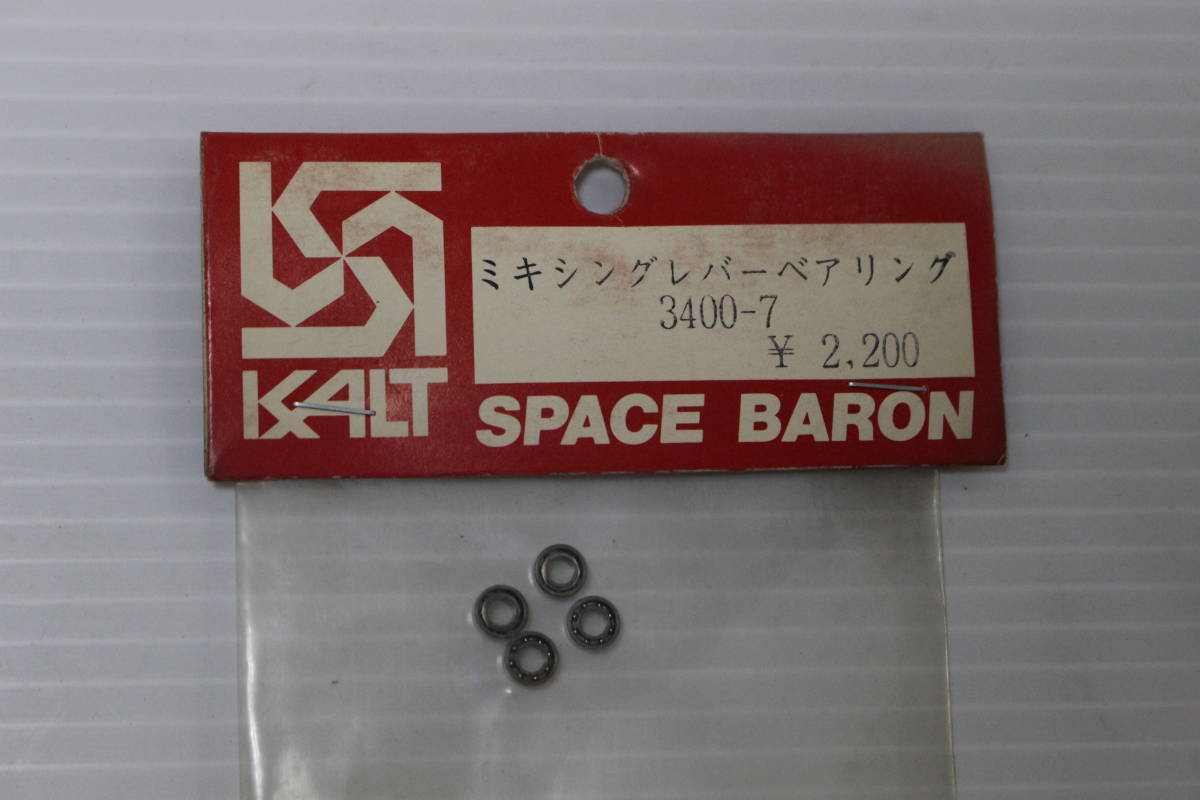 ミキシングレバーベアリング
3400-7
¥ 2,200
KALT
SPACE BARON